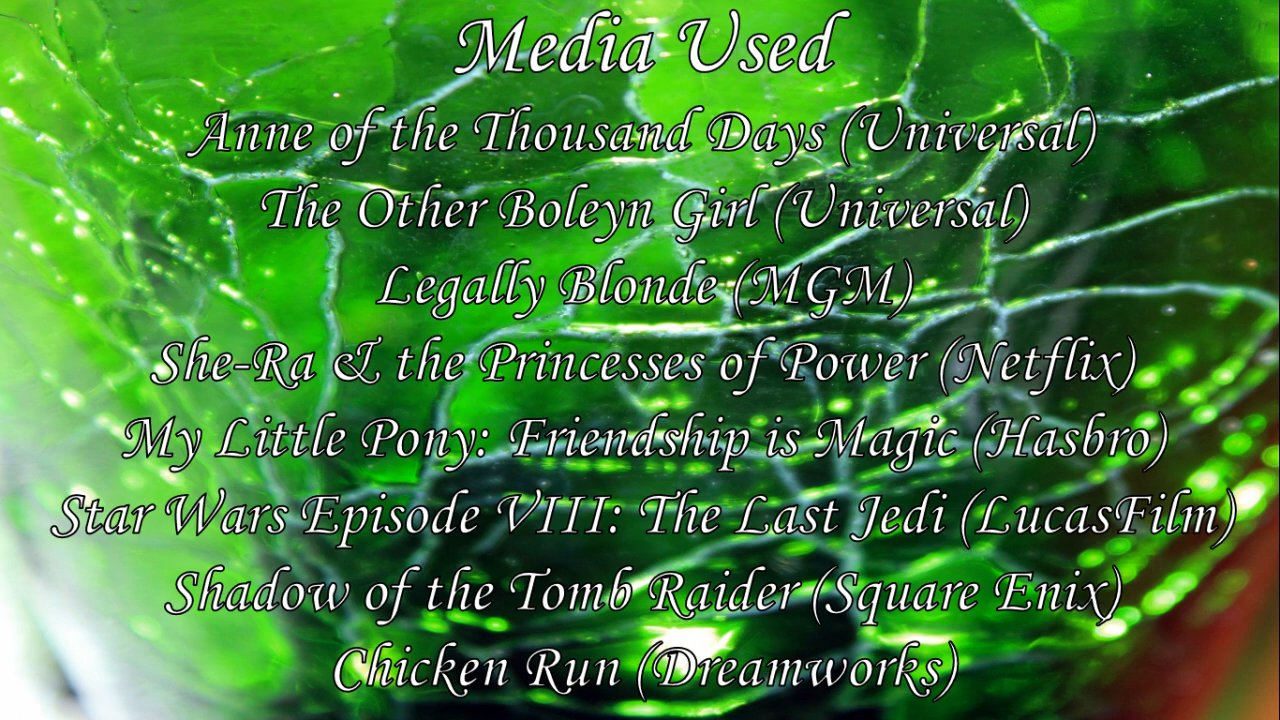 Media Used
Anne of the Thousand Days (Universal)
The Other Boleyn Girl (Universal)
Legally Blonde (MGM)
She-Ra & the Princesses of Power (Netflix)
My Little Pony: Friendship is Magic (Hasbro)
Star Wars Episode VIII: The Last Jedi (LucasFilm)
Shadow of the Tomb Raider (Square Enix)
Chicken Run (Dreamworks)